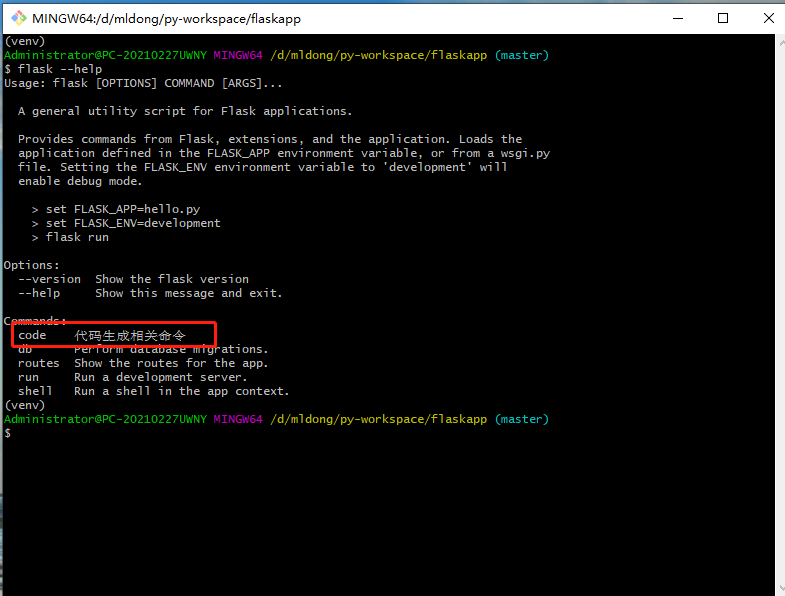 MINGW64:/d/mldong/py-workspace/flaskapp
(venv)
Administrator@PC-20210227UWNY MINGW64 /d/mldong/py-workspace/flaskapp (master)
$ flask --help
Usage: flask [OPTIONS] COMMAND [ARGS]...
A general utility script for Flask applications.
Provides commands from Flask, extensions, and the application. Loads the
application defined in the FLASK_APP environment variable, or from a wsgi.py
file. Setting the FLASK_ENV environment variable to 'development' will
enable debug mode.
> set FLASK_APP=hello.py
> set FLASK_ENV=development
> flask run
Options:
--version  Show the flask version
--help     Show this message and exit.
Commands:
code    代码生成相关命令
db      Perform database migrations.
routes  Show the routes for the app.
run     Run a development server.
shell   Run a shell in the app context.
(venv)
Administrator@PC-20210227UWNY MINGW64 /d/mldong/py-workspace/flaskapp (master)
$